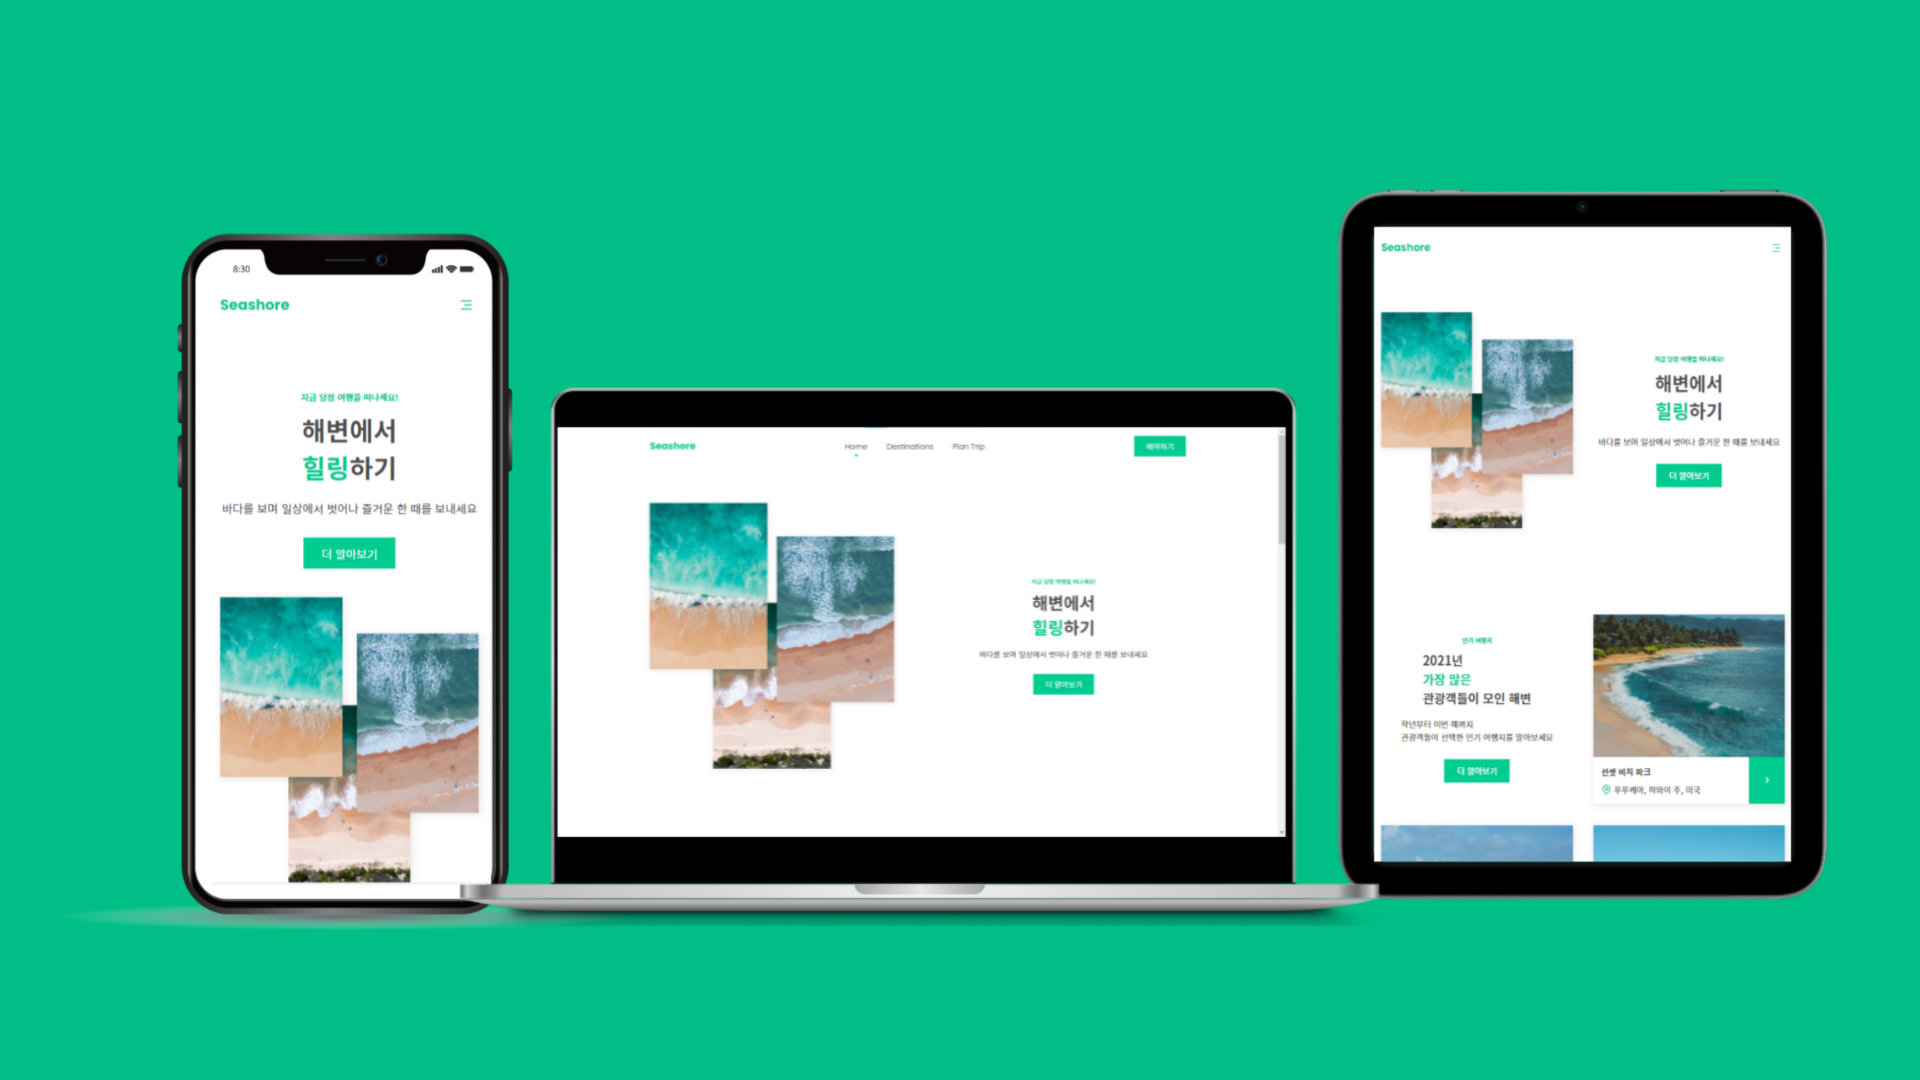 8:30
Seashore
지금 당장 여행을 떠나세요!
해변에서
힐링하기
바다를 보며 일상에서 벗어나 즐거운 한 때를 보내세요
더 알아보기
Seashore
Home
Destinations
Plan Trip
예약하기
지금 당장 여행을 떠나세요!
해변에서
힐링하기
바다를 보며 일상에서 벗어나 즐거운 한 때를 보내세요
더 알아보기
Seashore
지금 당장 여행을 떠나세요!
해변에서
힐링하기
바다를 보며 일상에서 벗어나 즐거운 한 때를 보내세요
더 알아보기
인기 여행지
2021년
가장 많은
관광객들이 모인 해변
작년부터 이번 해까지
관광객들이 선택한 인기 여행지를 알아보세요
더 알아보기
선셋 비치 파크
푸푸케아, 하와이 주, 미국